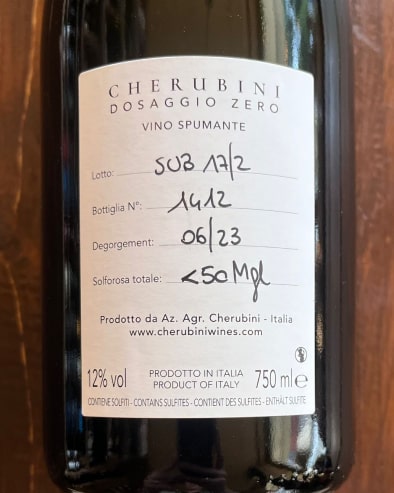 CHERUBINI
DOSAGGIO ZERO
VINO SPUMANTE
Lotto: SUB 17/2
Bottiglia N°: 1412
Degorgement: 06/23
Solforosa totale: <50 Mgl
Prodotto da Az. Agr. Cherubini - Italia
www.cherubiniwines.com
12% vol PRODOTTO IN ITALIA 750 ml e
PRODUCT OF ITALY
CONTIENE SOLFITI - CONTAINS SULFITES - CONTIENT DES SULFITES - ENTHÄLT SULFITE